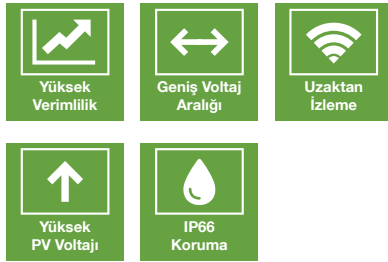 Yüksek
Verimlilik
Geniş Voltaj
Aralığı
Uzaktan
İzleme
Yüksek
PV Voltajı
IP66
Koruma